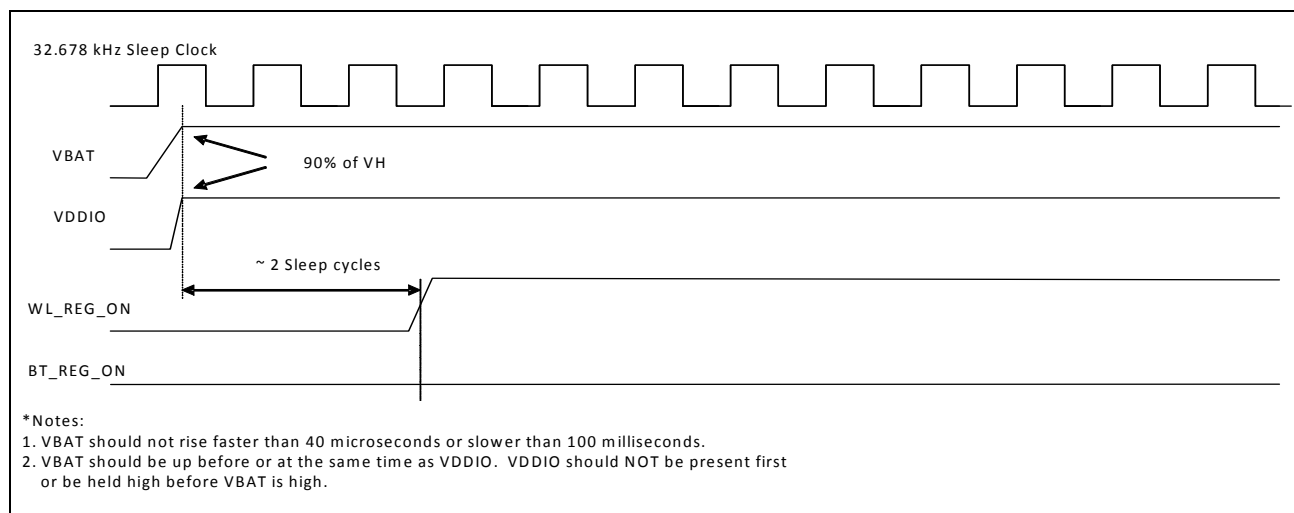 32.678 kHz Sleep Clock
VBAT
90% of VH
VDDIO
~ 2 Sleep cycles
WL_REG_ON
BT_REG_ON
*Notes:
1. VBAT should not rise faster than 40 microseconds or slower than 100 milliseconds.
2. VBAT should be up before or at the same time as VDDIO. VDDIO should NOT be present first
or be held high before VBAT is high.